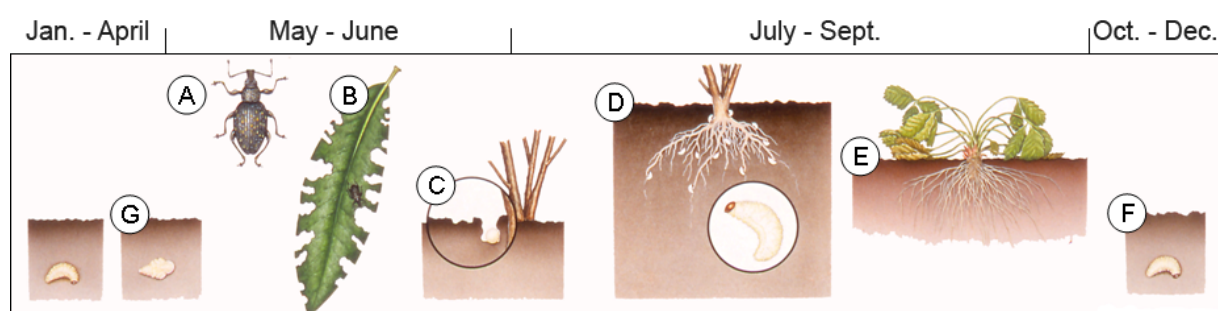 Jan. - April May - June July - Sept. Oct. - Dec.
A
B
C
D
E
F
G